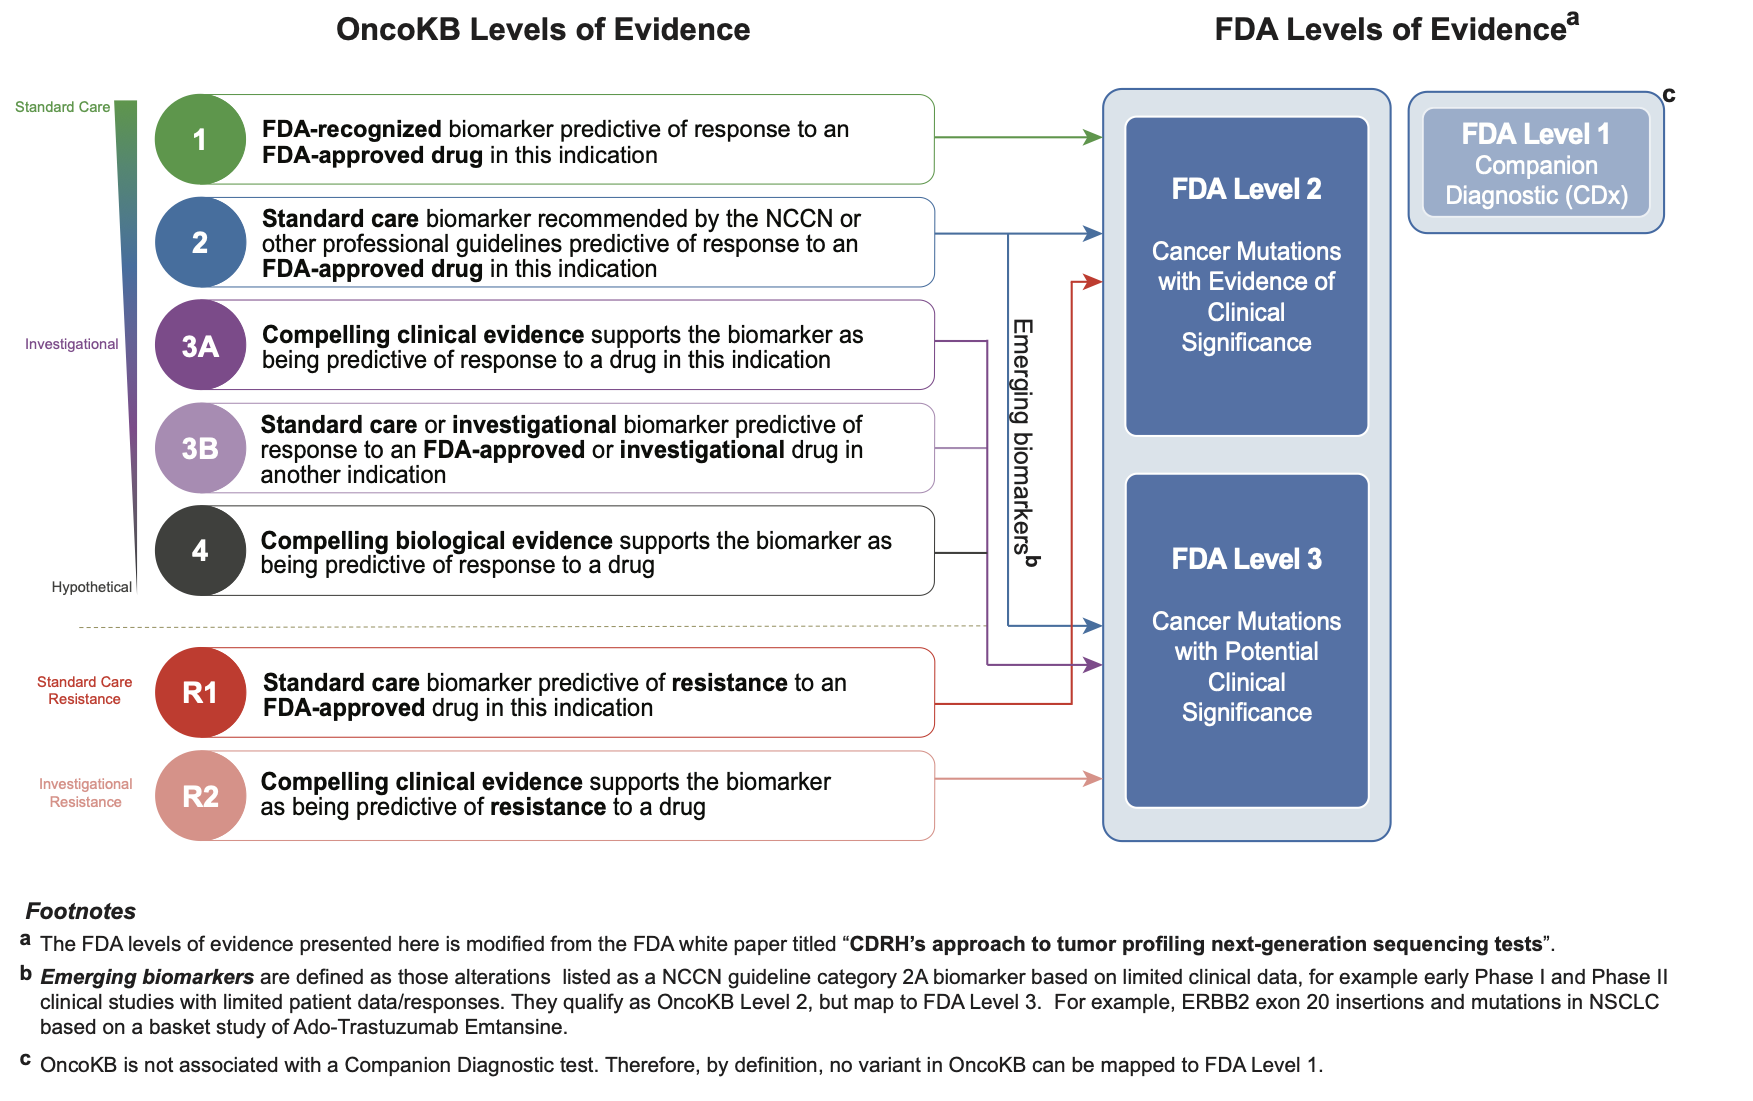 OncoKB Levels of Evidence
FDA Levels of Evidencea
Standard Care
Investigational
Hypothetical
1
FDA-recognized biomarker predictive of response to an
FDA-approved drug in this indication
2
Standard care biomarker recommended by the NCCN or
other professional guidelines predictive of response to an
FDA-approved drug in this indication
3A
Compelling clinical evidence supports the biomarker as
being predictive of response to a drug in this indication
3B
Standard care or investigational biomarker predictive of
response to an FDA-approved or investigational drug in
another indication
4
Compelling biological evidence supports the biomarker as
being predictive of response to a drug
Standard Care
Resistance
R1
Standard care biomarker predictive of resistance to an
FDA-approved drug in this indication
Investigational
Resistance
R2
Compelling clinical evidence supports the biomarker
as being predictive of resistance to a drug
Emerging biomarkersb
FDA Level 2
Cancer Mutations
with Evidence of
Clinical
Significance
FDA Level 3
Cancer Mutations
with Potential
Clinical
Significance
c
FDA Level 1
Companion
Diagnostic (CDx)
Footnotes
a The FDA levels of evidence presented here is modified from the FDA white paper titled “CDRH’s approach to tumor profiling next-generation sequencing tests”.
b Emerging biomarkers are defined as those alterations listed as a NCCN guideline category 2A biomarker based on limited clinical data, for example early Phase I and Phase II
clinical studies with limited patient data/responses. They qualify as OncoKB Level 2, but map to FDA Level 3. For example, ERBB2 exon 20 insertions and mutations in NSCLC
based on a basket study of Ado-Trastuzumab Emtansine.
c OncoKB is not associated with a Companion Diagnostic test. Therefore, by definition, no variant in OncoKB can be mapped to FDA Level 1.